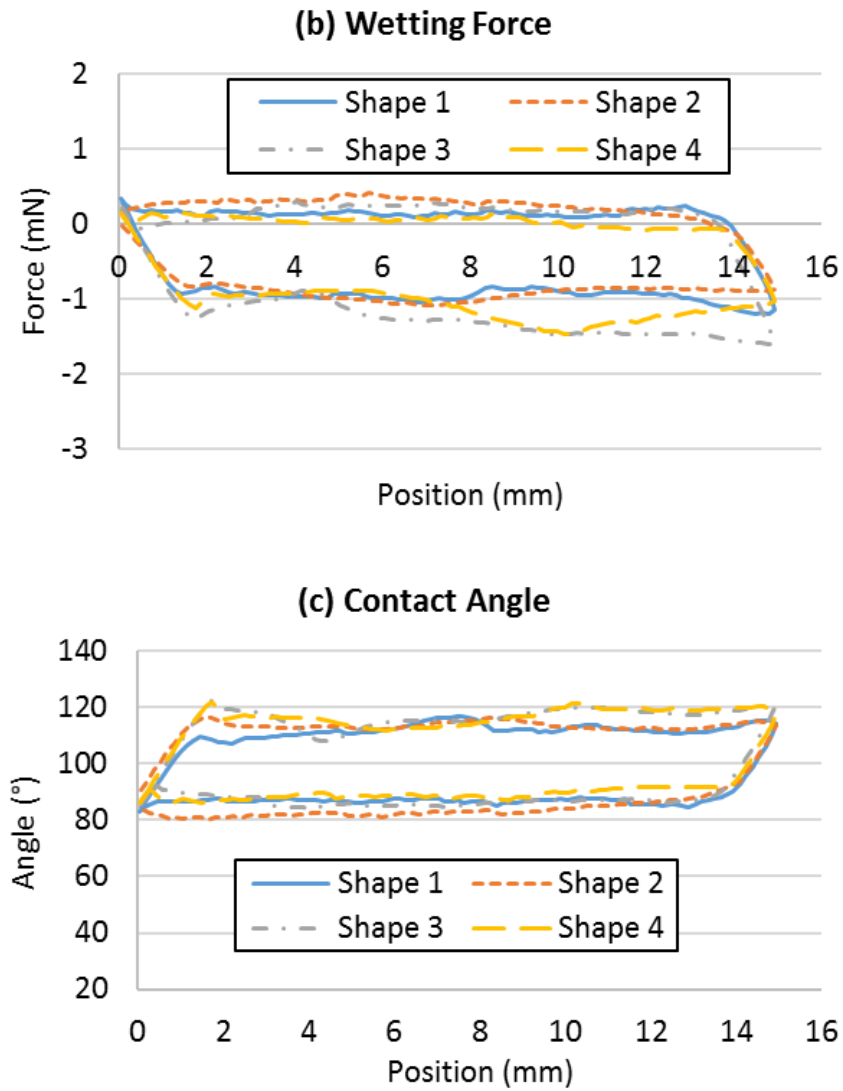 (b) Wetting Force
2
Shape 1 Shape 2
Shape 3 Shape 4
1
0
0 2 4 6 8 10 12 14 16
-1
-2
-3
Force (mN)
Position (mm)
(c) Contact Angle
140
120
100
80
60
40
20
Angle (°)
Shape 1 Shape 2
Shape 3 Shape 4
0 2 4 6 8 10 12 14 16
Position (mm)